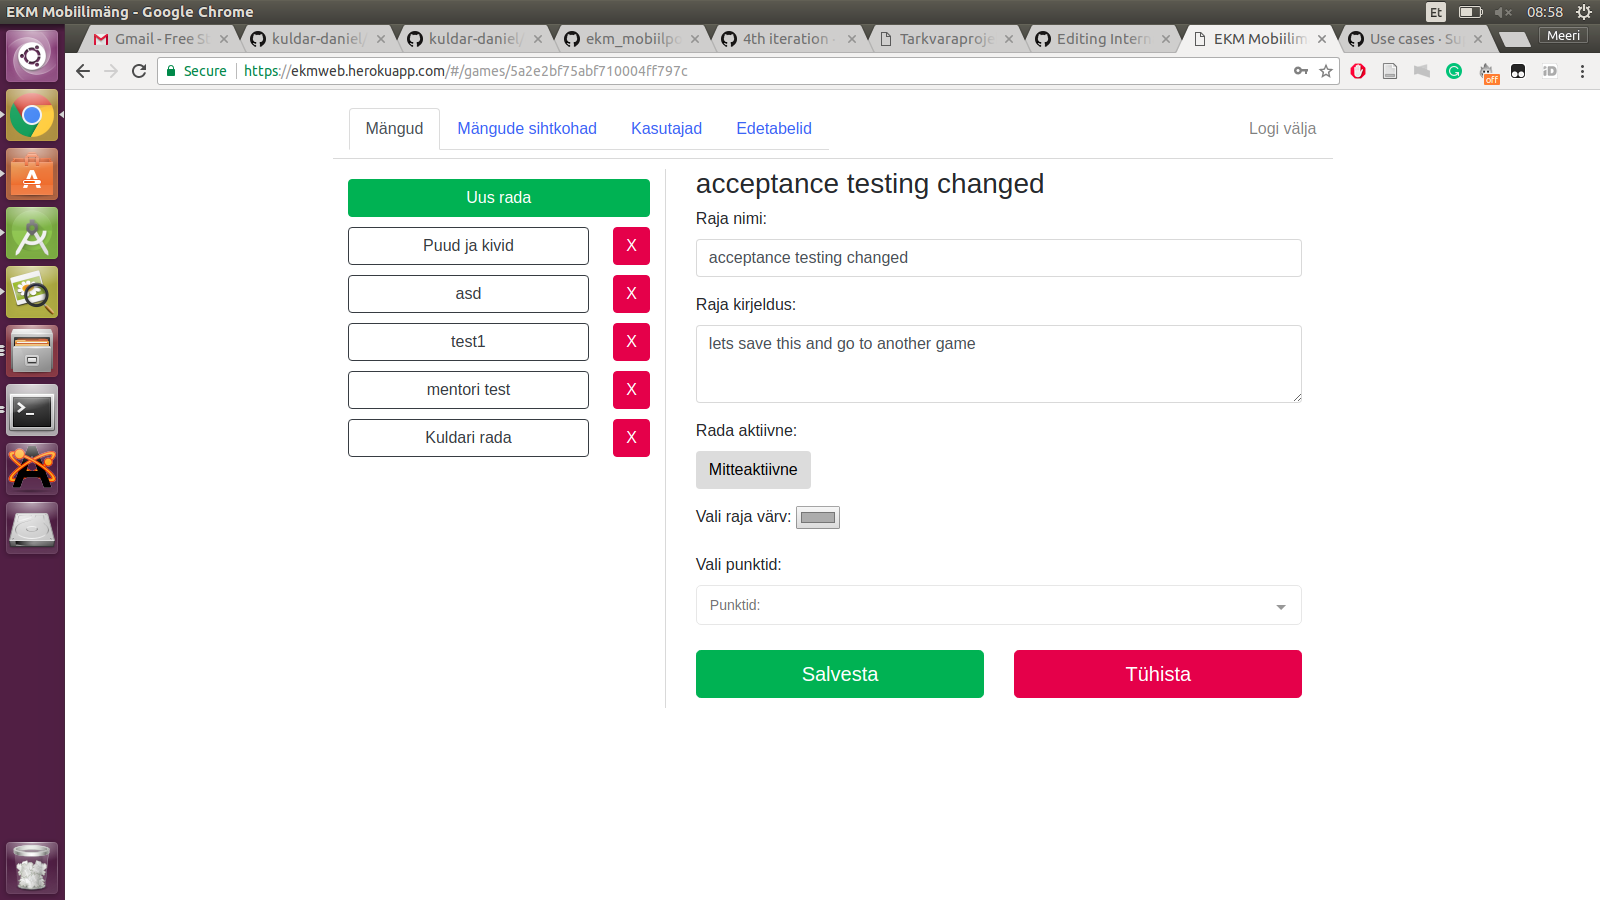 EKM Mobiilimäng - Google Chrome
Et
08:58
Gmail - Free St
kuldar-daniel/
kuldar-daniel/
ekm_mobiilpo
4th iteration -
Tarkvaraproje
Editing Intern
EKM Mobiilim
Use cases · Su
Meeri
Secure
https://ekmweb.herokuapp.com/#/games/5a2e2bf75abf710004ff797c
off
iD
Mängud
Mängude sihtkohad
Kasutajad
Edetabelid
Logi välja
Uus rada
Puud ja kivid
X
asd
X
test1
X
mentori test
X
Kuldari rada
X
acceptance testing changed
Raja nimi:
acceptance testing changed
Raja kirjeldus:
lets save this and go to another game
Rada aktiivne:
Mitteaktiivne
Vali raja värv:
Vali punktid:
Punktid:
Salvesta
Tühista